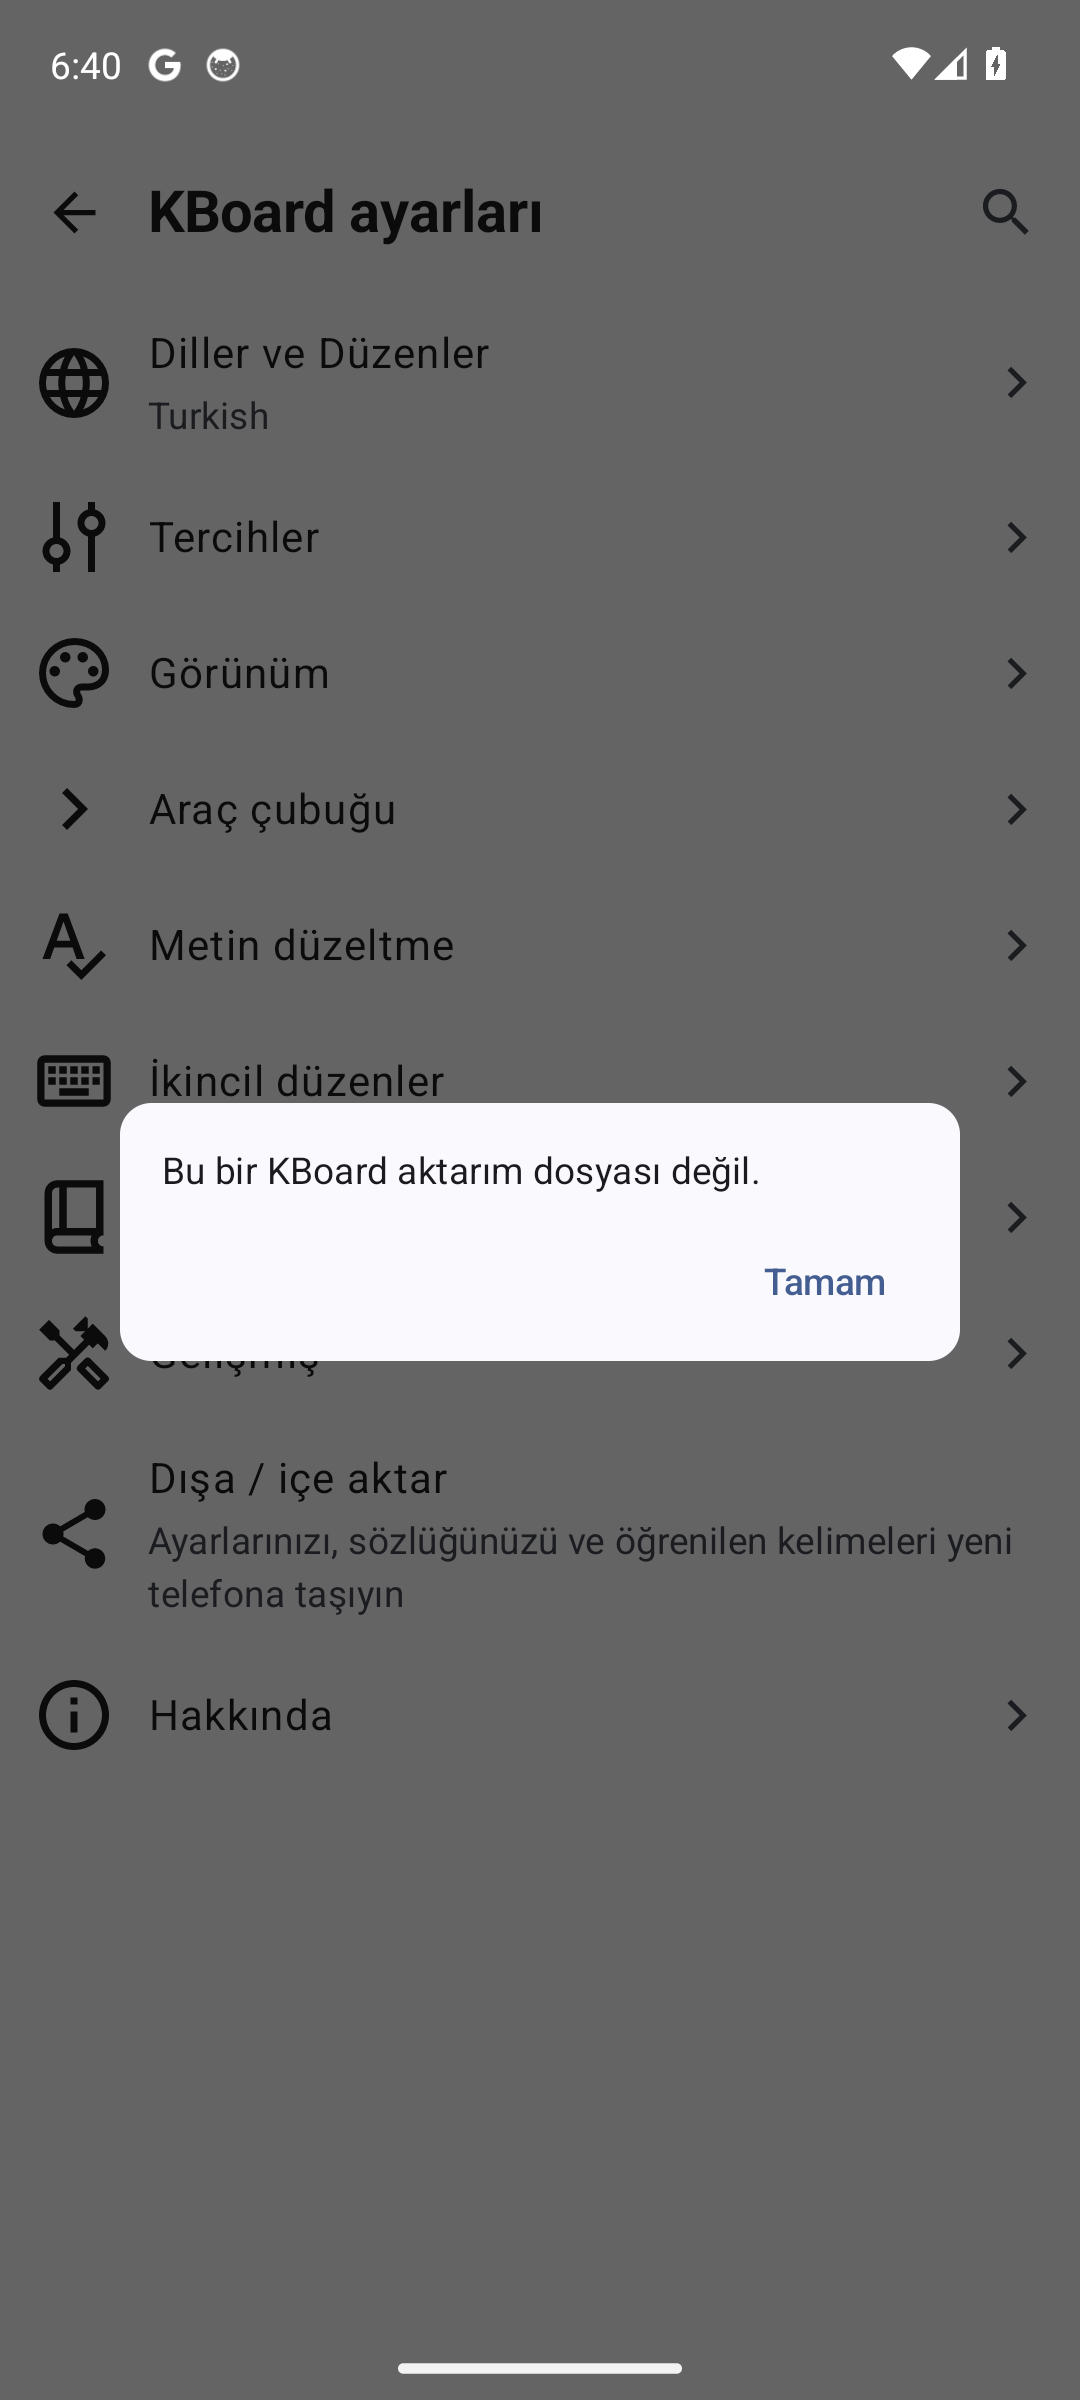 6:40
KBoard ayarları
Diller ve Düzenler
Turkish
Tercihler
Görünüm
Araç çubuğu
Metin düzeltme
İkincil düzenler
Bu bir KBoard aktarım dosyası değil.
Tamam
Gelişmiş
Dışa / içe aktar
Ayarlarınızı, sözlüğünüzü ve öğrenilen kelimeleri yeni
telefona taşıyın
Hakkında